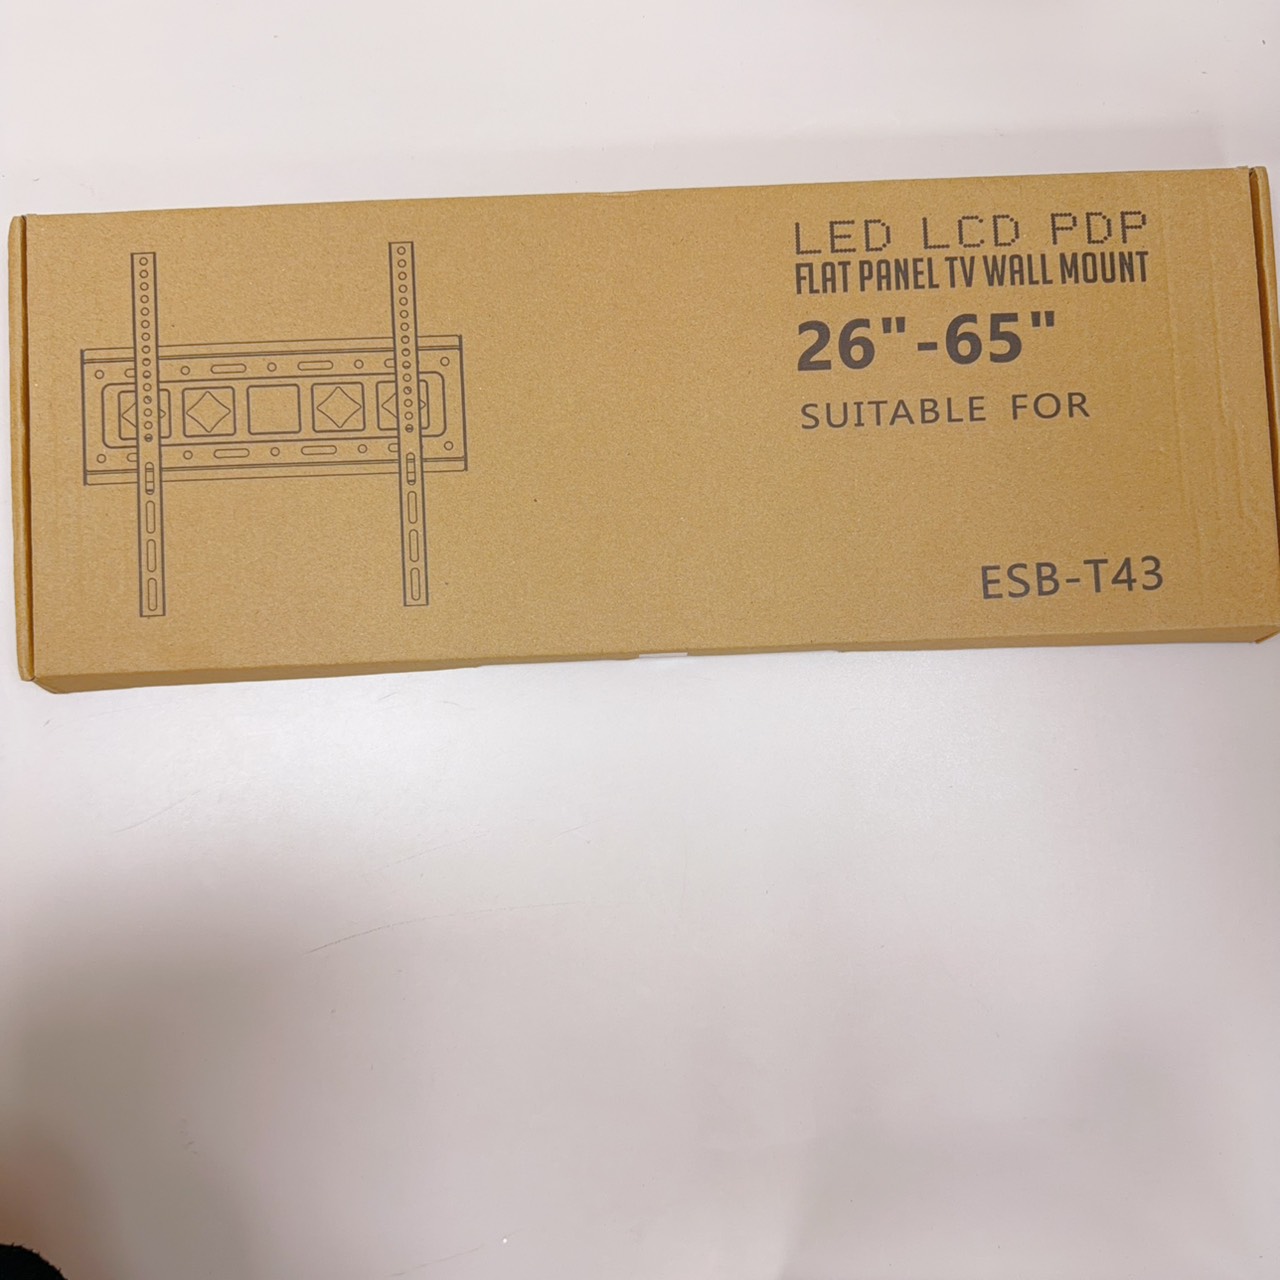 LED LCD PDP
FLAT PANEL TV WALL MOUNT
26"-65"
SUITABLE FOR
ESB-T43